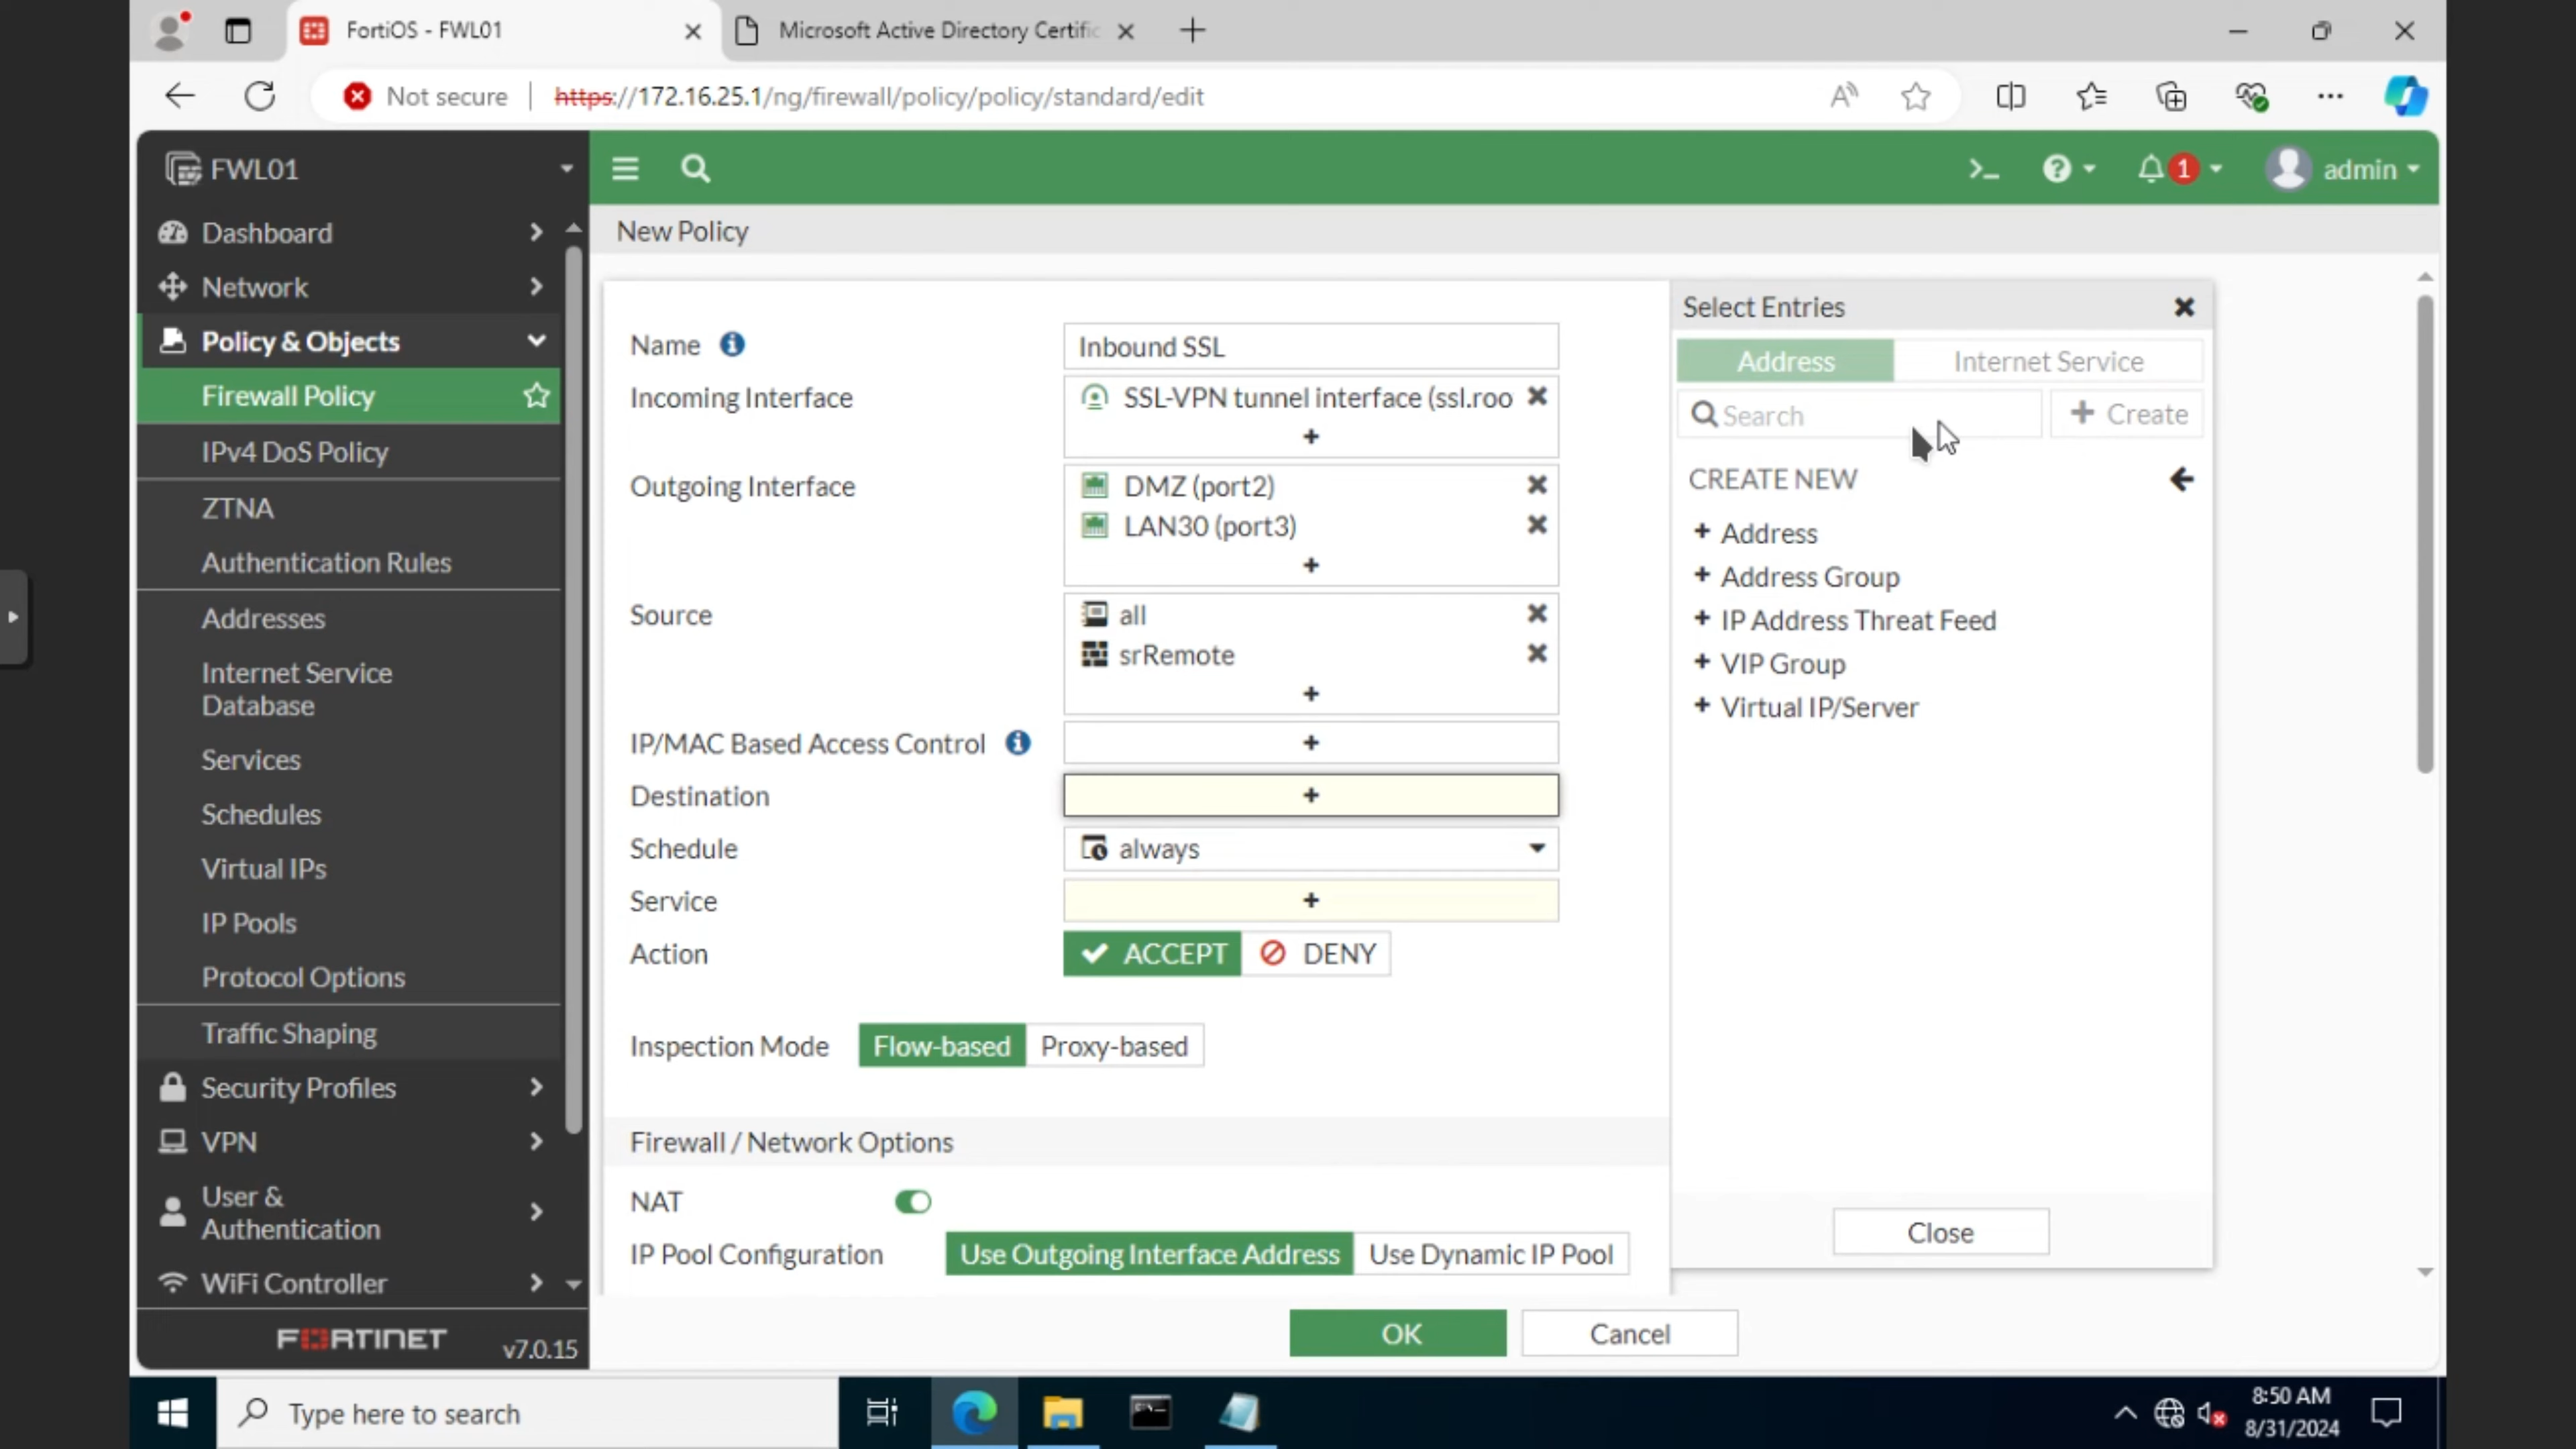 FortiOS - FWL01
Microsoft Active Directory Certific
Not secure
https://172.16.25.1/ng/firewall/policy/policy/standard/edit
FWL01
1
admin
Dashboard
Network
Policy & Objects
Firewall Policy
IPv4 DoS Policy
ZTNA
Authentication Rules
Addresses
Internet Service
Database
Services
Schedules
Virtual IPs
IP Pools
Protocol Options
Traffic Shaping
Security Profiles
VPN
User &
Authentication
WiFi Controller
FORTINET
v7.0.15
New Policy
Name
Inbound SSL
Incoming Interface
SSL-VPN tunnel interface (ssl.roo
Outgoing Interface
DMZ (port2)
LAN30 (port3)
Source
all
srRemote
IP/MAC Based Access Control
Destination
Schedule
always
Service
Action
ACCEPT
DENY
Inspection Mode
Flow-based
Proxy-based
Firewall / Network Options
NAT
IP Pool Configuration
Use Outgoing Interface Address
Use Dynamic IP Pool
OK
Cancel
Select Entries
Address
Internet Service
Search
Create
CREATE NEW
Address
Address Group
IP Address Threat Feed
VIP Group
Virtual IP/Server
Close
Type here to search
8:50 AM
8/31/2024